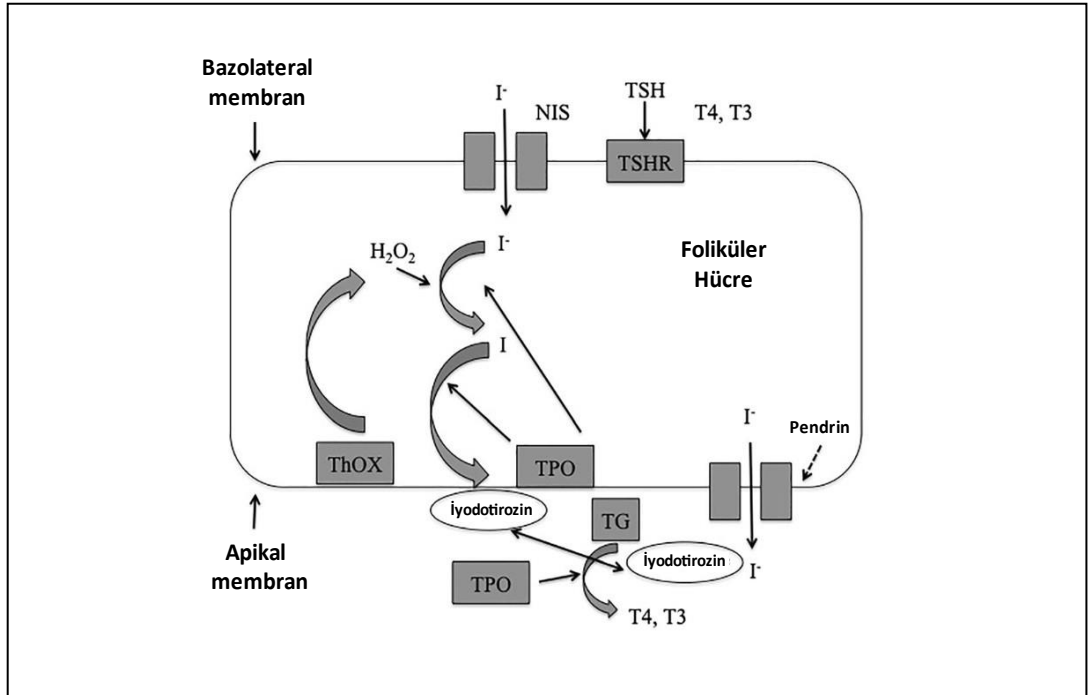 Bazolateral
membran
I-
NIS
TSH
T4, T3
TSHR
H2O2
I-
Foliküler
Hücre
I
I-
Pendrin
ThOX
TPO
İyodotirozin
TG
Apikal
membran
TPO
İyodotirozin
I-
T4, T3